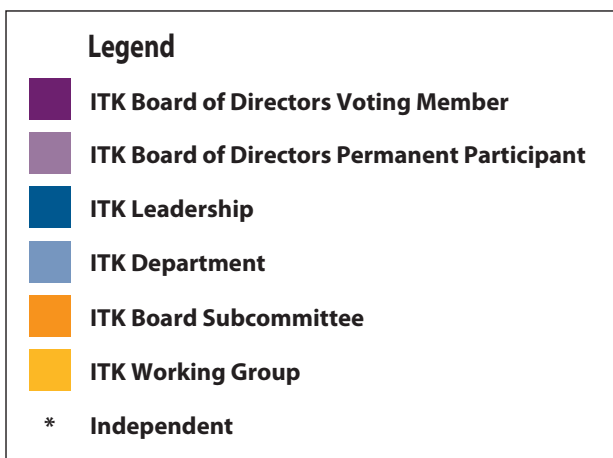 Legend
ITK Board of Directors Voting Member
ITK Board of Directors Permanent Participant
ITK Leadership
ITK Department
ITK Board Subcommittee
ITK Working Group
* Independent